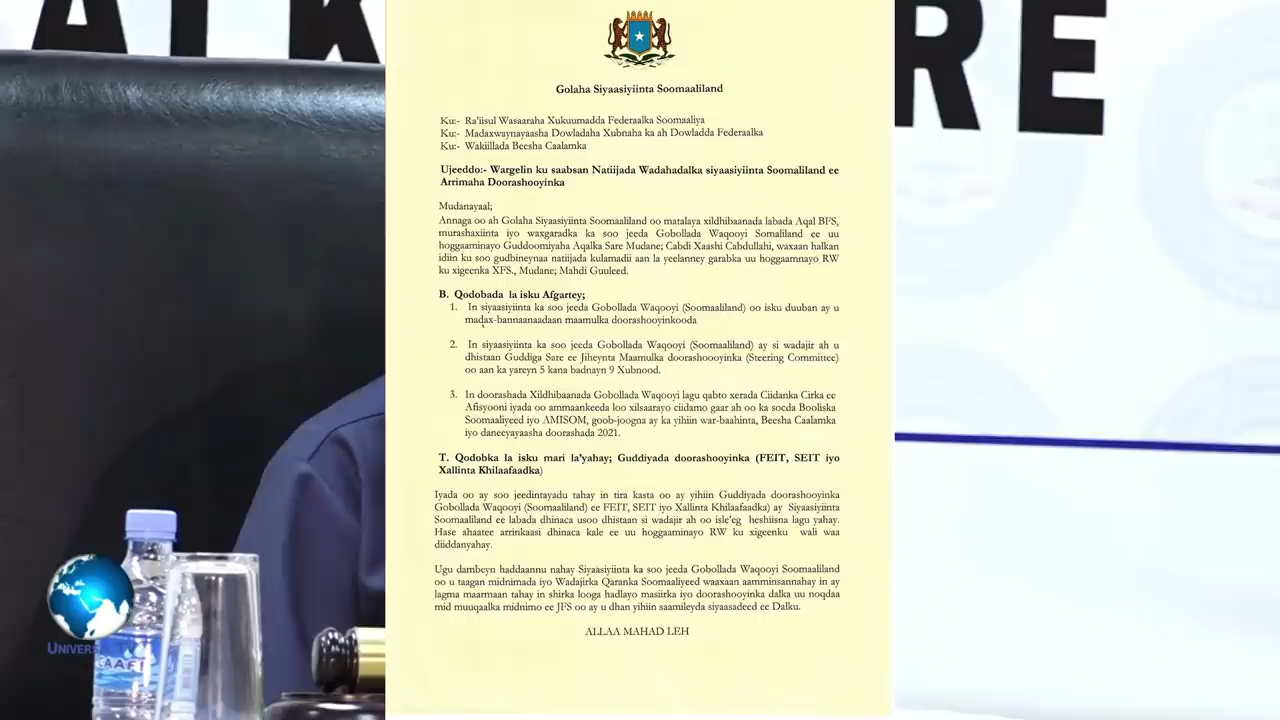 ALK
RE
Golaha Siyaasiyiinta Soomaaliland
Ku:- Ra'iisul Wasaaraha Xukuumadda Federaalka Soomaaliya
Ku:- Madaxwaynayaasha Dowladaha Xubnaha ka ah Dowladda Federaalka
Ku:- Wakiillada Beesha Caalamka
Ujeeddo:- Wargelin ku saabsan Natiijada Wadahadalka siyaasiyiinta Soomaliland ee
Arrimaha Doorashooyinka
Mudanayaal;
Annaga oo ah Golaha Siyaasiyiinta Soomaaliland oo matalaya xildhibaanada labada Aqal BFS,
murashaxiinta iyo waxgaradka ka soo jeeda Gobollada Waqooyi Somaliland ee uu
hoggaaminayo Guddoomiyaha Aqalka Sare Mudane; Cabdi Xaashi Cabdullahi, waxaan halkan
idiin ku soo gudbineynaa natiijada kulamadii aan la yeelanney garabka uu hoggaamnayo RW
ku xigeenka XFS., Mudane; Mahdi Guuleed.
B. Qodobada la isku Afgartey;
1. In siyaasiyiinta ka soo jeeda Gobollada Waqooyi (Soomaaliland) oo isku duuban ay u
madax-bannaanaadaan maamulka doorashooyinkooda
2. In siyaasiyiinta ka soo jeeda Gobollada Waqooyi (Soomaaliland) ay si wadajir ah u
dhistaan Guddiga Sare ee Jiheynta Maamulka doorashoooyinka (Steering Committee)
oo aan ka yareyn 5 kana badnayn 9 Xubnood.
3. In doorashada Xildhibaanada Gobollada Waqooyi lagu qabto xerada Ciidanka Cirka ee
Afisyooni iyada oo ammaankeeda loo xilsaarayo ciidamo gaar ah oo ka socda Booliska
Soomaaliyeed iyo AMISOM, goob-joogna ay ka yihiin war-baahinta, Beesha Caalamka
iyo daneeyayaasha doorashada 2021.
T. Qodobka la isku mari la'yahay; Guddiyada doorashooyinka (FEIT, SEIT iyo
Xallinta Khilaafaadka)
Iyada oo ay soo jeedintayadu tahay in tira kasta oo ay yihiin Guddiyada doorashooyinka
Gobollada Waqooyi (Soomaaliland) ee FEIT, SEIT iyo Xallinta Khilaafaadka) ay Siyaasiyiinta
Soomaaliland ee labada dhinaca usoo dhistaan si wadajir ah oo isle'eg heshiisna lagu yahay.
Hase ahaatee arrinkaasi dhinaca kale ee uu hoggaaminayo RW ku xigeenku wali waa
diiddanyahay.
Ugu dambeyn haddaannu nahay Siyaasiyiinta ka soo jeeda Gobollada Waqooyi Soomaaliland
oo u taagan midnimada iyo Wadajirka Qaranka Soomaaliyeed waaxaan aamminsannahay in ay
lagma maarmaan tahay in shirka looga hadlayo masiirka iyo doorashooyinka dalka uu noqdaa
mid muuqaalka midnimo ee JFS oo ay u dhan yihiin saamileyda siyaasadeed ee Dalku.
ALLAA MAHAD LEH
CAAFI